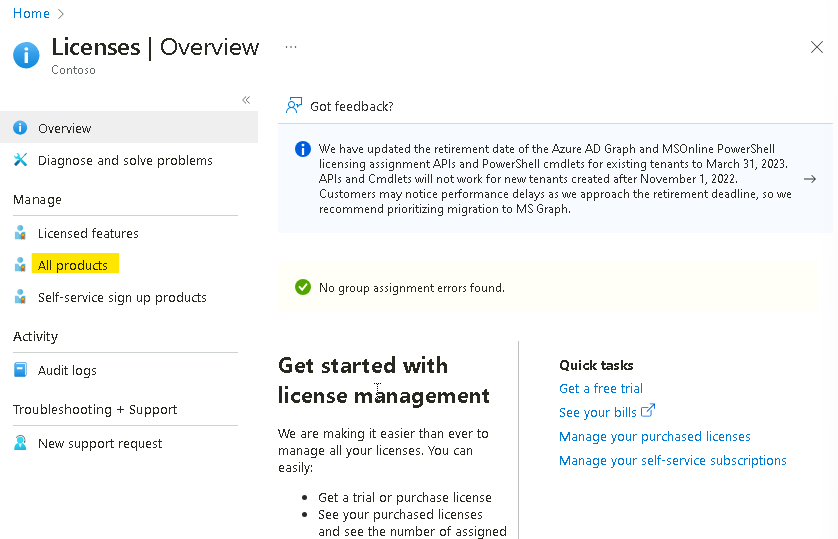 Home
Licenses | Overview
Contoso
Overview
Diagnose and solve problems
Manage
Licensed features
All products
Self-service sign up products
Activity
Audit logs
Troubleshooting + Support
New support request
Got feedback?
We have updated the retirement date of the Azure AD Graph and MSOnline PowerShell
licensing assignment APIs and PowerShell cmdlets for existing tenants to March 31, 2023.
APIs and Cmdlets will not work for new tenants created after November 1, 2022.
Customers may notice performance delays as we approach the retirement deadline, so we
recommend prioritizing migration to MS Graph.
No group assignment errors found.
Get started with
license management
We are making it easier than ever to
manage all your licenses. You can
easily:
• Get a trial or purchase license
• See your purchased licenses
and see the number of assigned
Quick tasks
Get a free trial
See your bills
Manage your purchased licenses
Manage your self-service subscriptions